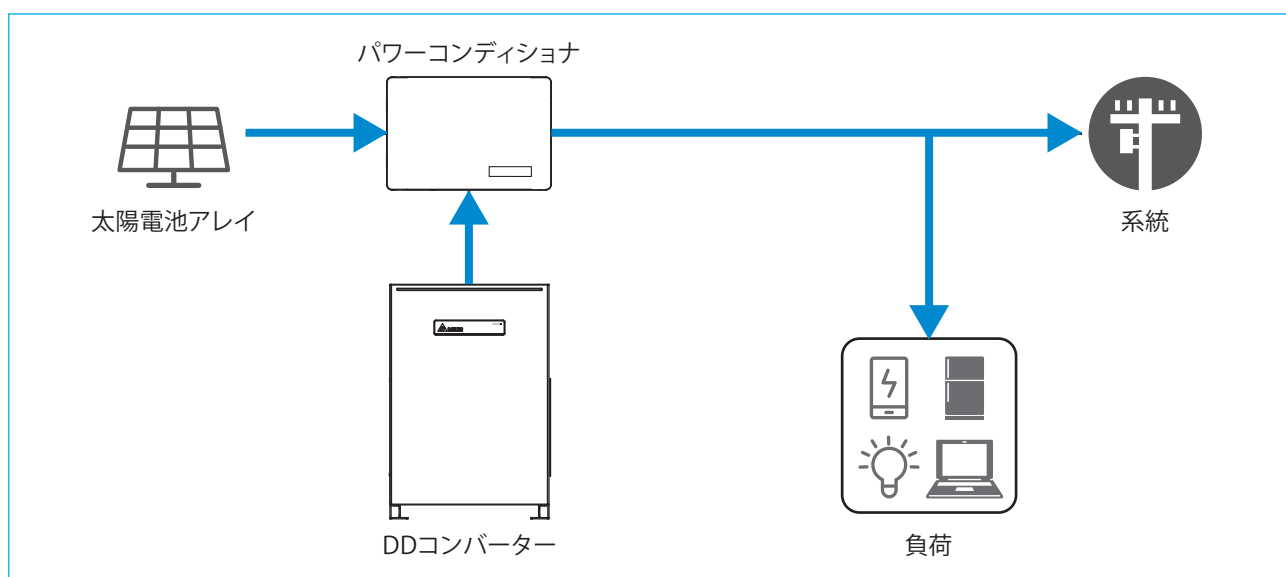 パワーコンディショナ
太陽電池アレイ
系統
DDコンバーター
負荷